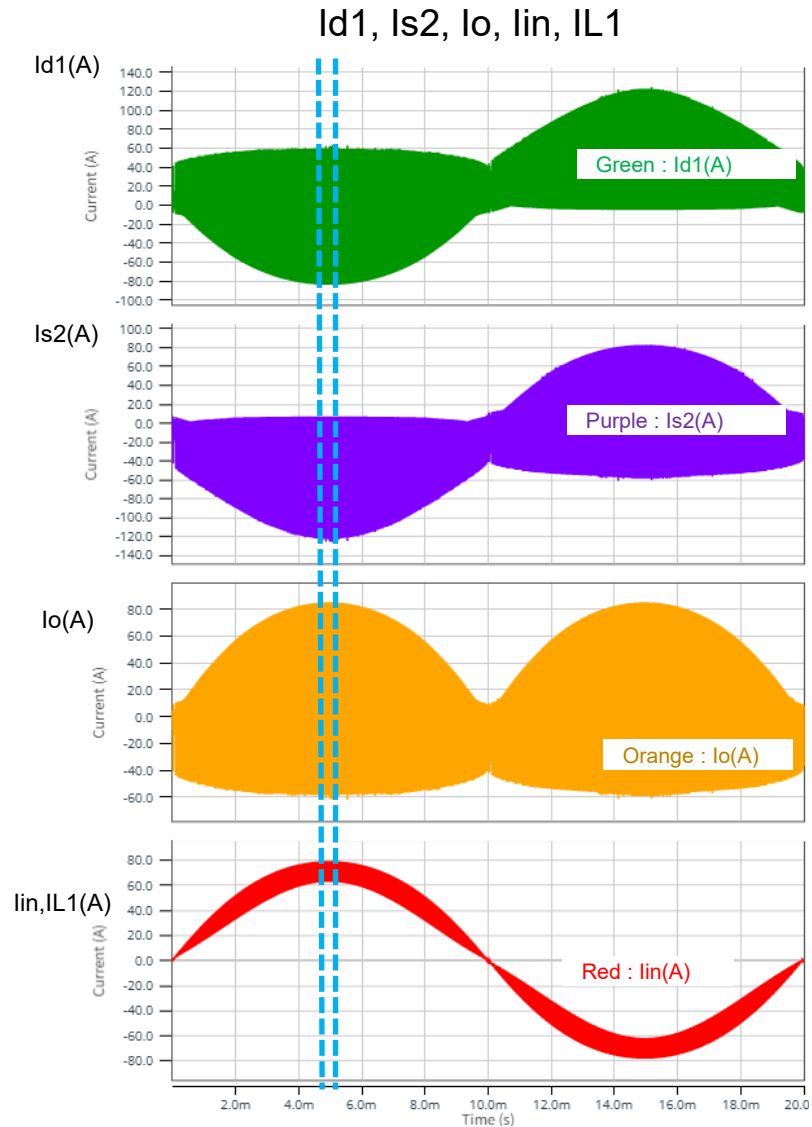 Id1, Is2, Io, Iin, IL1
Id1(A)
140.0
120.0
100.0
80.0
60.0
40.0
20.0
0.0
-20.0
-40.0
-60.0
-80.0
-100.0
Current (A)
Green : Id1(A)
Is2(A)
100.0
80.0
60.0
40.0
20.0
0.0
-20.0
-40.0
-60.0
-80.0
-100.0
-120.0
-140.0
Current (A)
Purple : Is2(A)
Io(A)
80.0
60.0
40.0
20.0
0.0
-20.0
-40.0
-60.0
Current (A)
Orange : Io(A)
Iin,IL1(A)
80.0
60.0
40.0
20.0
0.0
-20.0
-40.0
-60.0
-80.0
Current (A)
Red : Iin(A)
2.0m 4.0m 6.0m 8.0m 10.0m 12.0m 14.0m 16.0m 18.0m 20.0
Time (s)